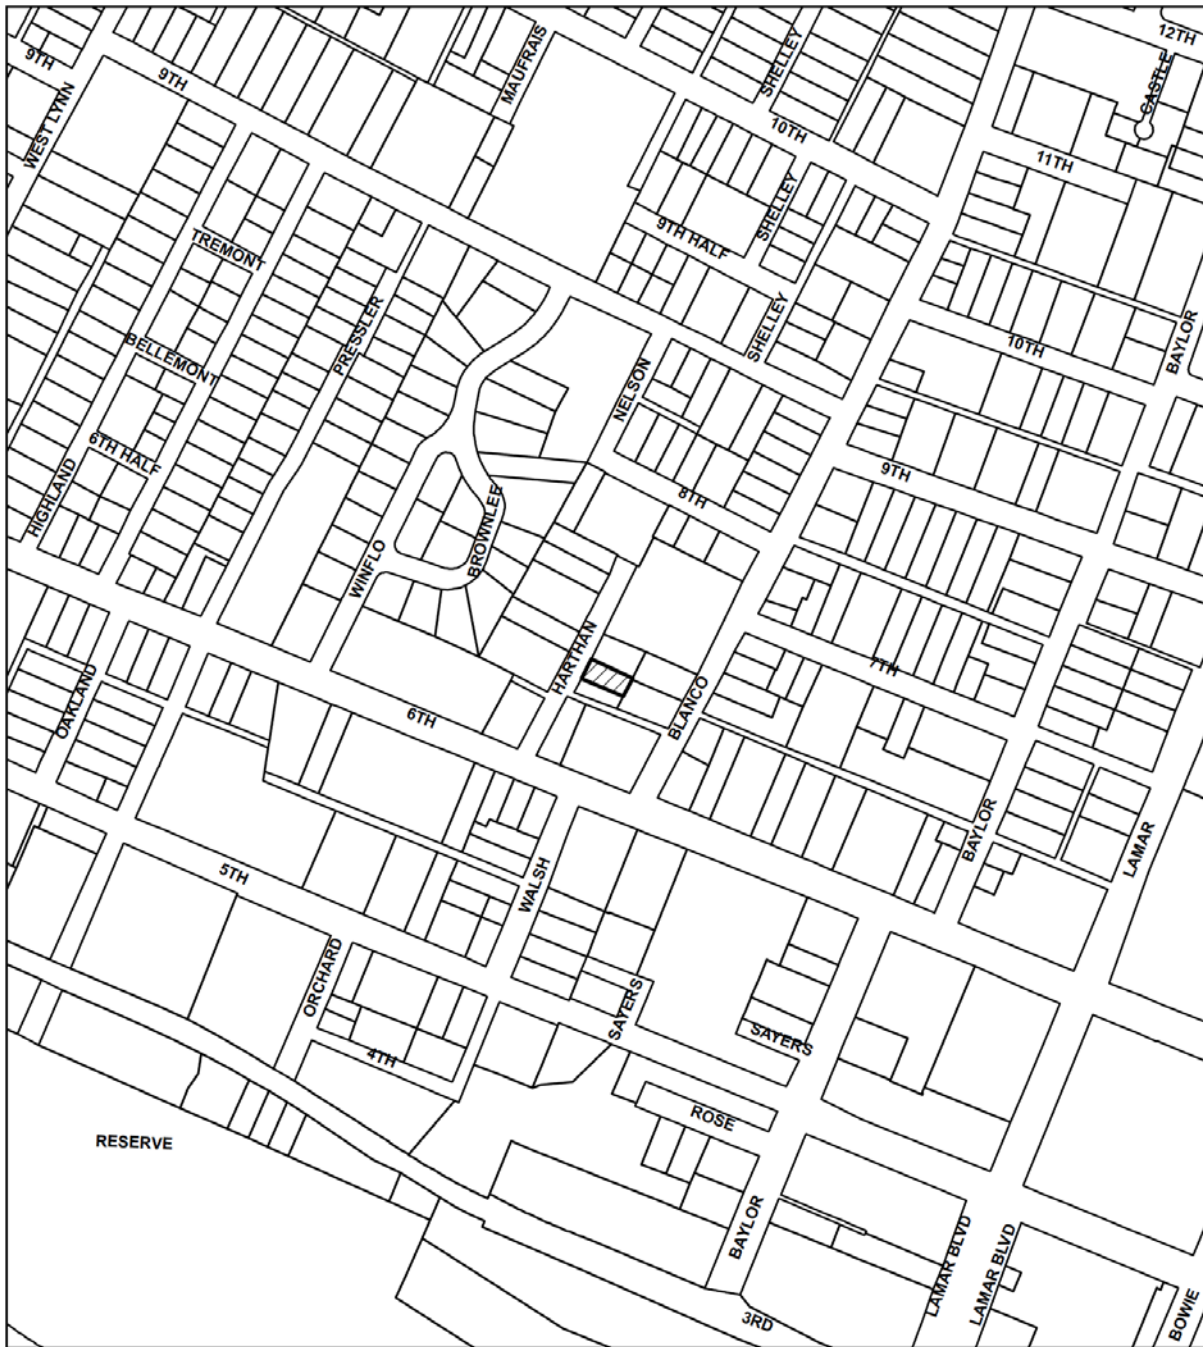 12TH
MAUFRAIS
SHELLEY
9TH
9TH
CASTLE
WEST LYNN
10TH
11TH
SHELLEY
9TH HALF
TREMONT
PRESSLER
SHELLEY
BAYLOR
10TH
BELLEMONT
NELSON
6TH HALF
HIGHLAND
9TH
8TH
BROWNLEE
WINFLO
HARTHAN
7TH
OAKLAND
BLANCO
6TH
BAYLOR
LAMAR
5TH
WALSH
ORCHARD
SAYERS
SAYERS
4TH
ROSE
RESERVE
BAYLOR
LAMAR BLVD
LAMAR BLVD
3RD
BOWIE